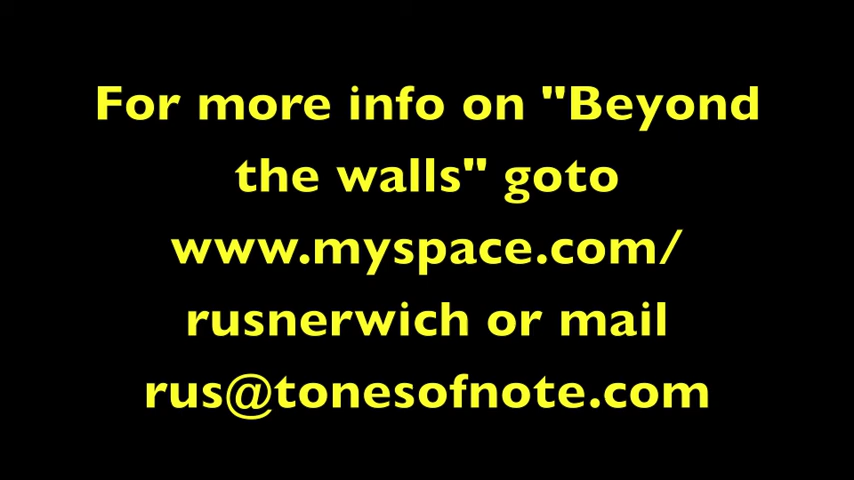 For more info on "Beyond
the walls" goto
www.myspace.com/
rusnerwich or mail
rus@tonesofnote.com